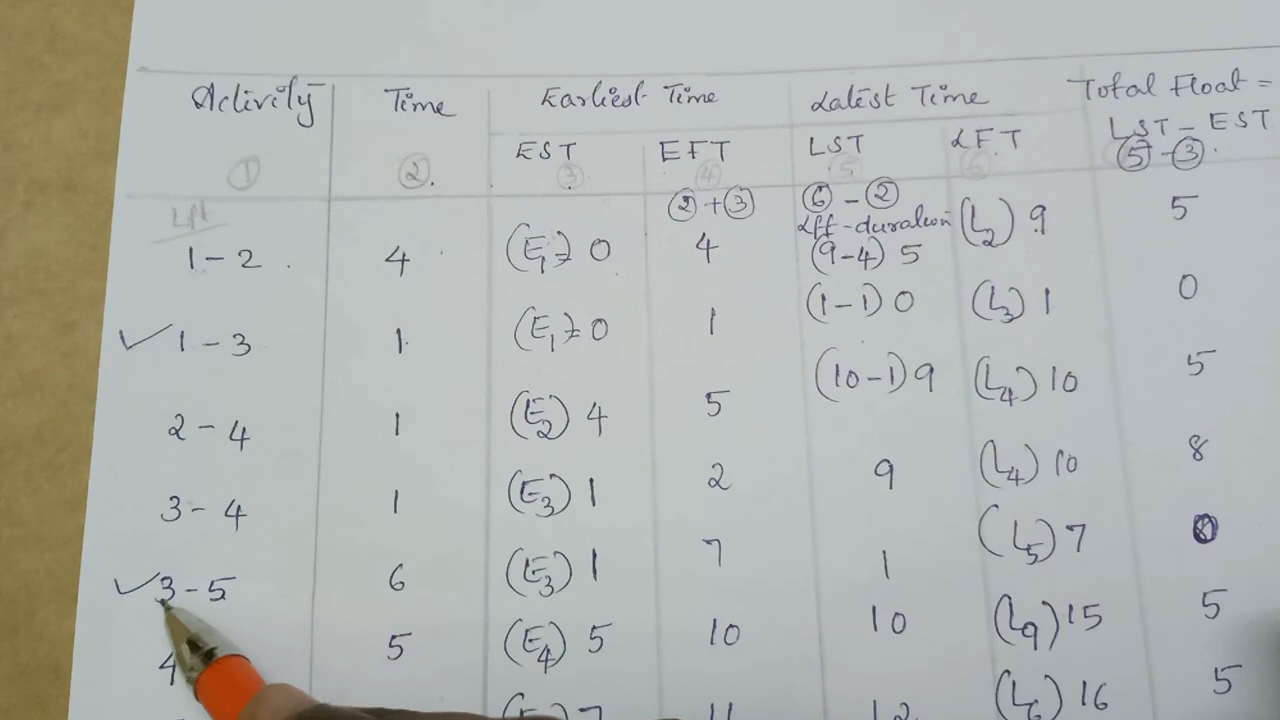 Activity Time Earliest Time Latest Time Total Float =
EST EFT LST LFT LST - EST
① ② ③ ④ ⑤ ⑥ ⑤ - ③
② + ③ ⑥ - ②
Lft - duration
1 - 2 4 (E1) = 0 4 (9-4) 5 (L2) 9 5
1 - 3 1 (E1) = 0 1 (1-1) 0 (L3) 1 0
2 - 4 1 (E2) 4 5 (10-1) 9 (L4) 10 5
3 - 4 1 (E3) 1 2 9 (L4) 10 8
3 - 5 6 (E3) 1 7 1 (L5) 7 0
4 5 (E4) 5 10 10 (L9) 15 5
7 11 12 (L6) 16 5